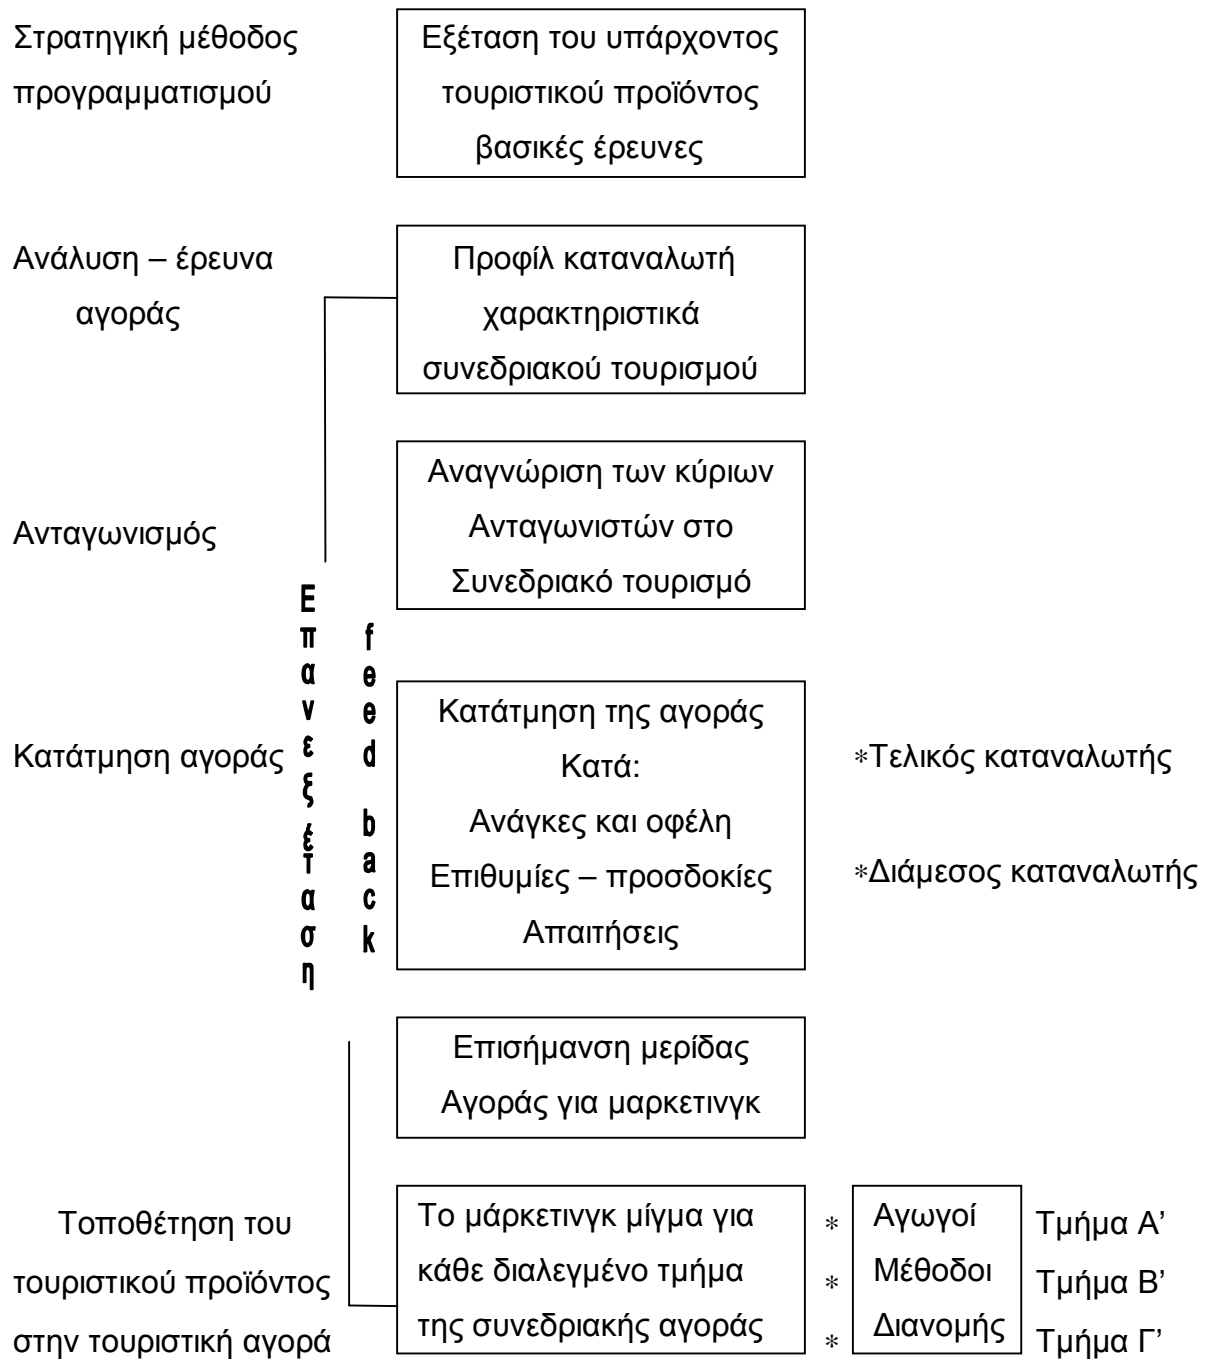 Στρατηγική μέθοδος
προγραμματισμού
Εξέταση του υπάρχοντος
τουριστικού προϊόντος
βασικές έρευνες
Ανάλυση – έρευνα
αγοράς
Προφίλ καταναλωτή
χαρακτηριστικά
συνεδριακού τουρισμού
Ανταγωνισμός
Αναγνώριση των κύριων
Ανταγωνιστών στο
Συνεδριακό τουρισμό
Επανεξέταση
feed back
Κατάτμηση αγοράς
Κατάτμηση της αγοράς
Κατά:
Ανάγκες και οφέλη
Επιθυμίες – προσδοκίες
Απαιτήσεις
*Τελικός καταναλωτής
*Διάμεσος καταναλωτής
Επισήμανση μερίδας
Αγοράς για μαρκετινγκ
Τοποθέτηση του
τουριστικού προϊόντος
στην τουριστική αγορά
Το μάρκετινγκ μίγμα για
κάθε διαλεγμένο τμήμα
της συνεδριακής αγοράς
* Αγωγοί Τμήμα Α’
* Μέθοδοι Τμήμα Β’
* Διανομής Τμήμα Γ’